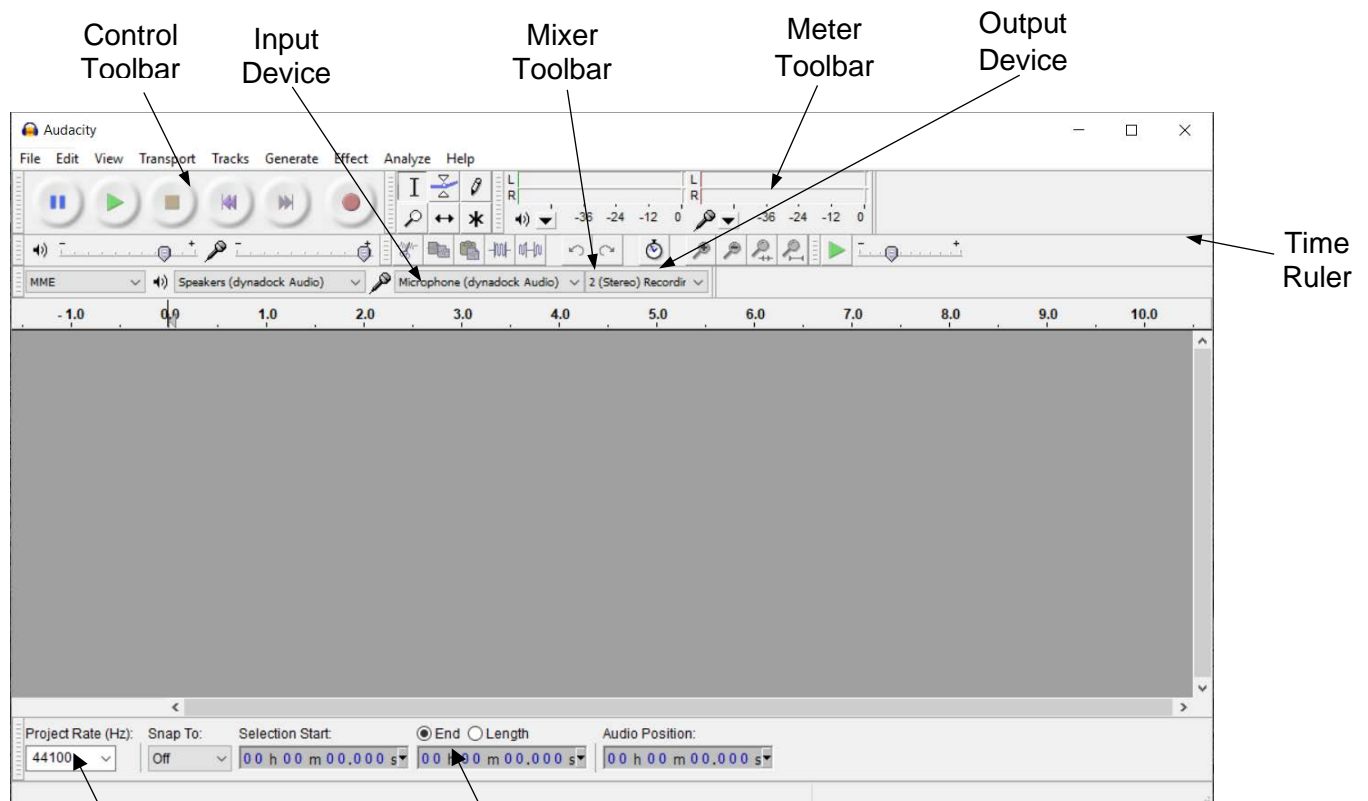 Control
Toolbar
Input
Device
Mixer
Toolbar
Meter
Toolbar
Output
Device
Audacity
File Edit View Transport Tracks Generate Effect Analyze Help
L
R
-36 -24 -12 0
L
R
-36 -24 -12 0
Time
Ruler
MME
Speakers (dynadock Audio)
Microphone (dynadock Audio)
2 (Stereo) Recordin
- 1.0 0.0 1.0 2.0 3.0 4.0 5.0 6.0 7.0 8.0 9.0 10.0
Project Rate (Hz): Snap To: Selection Start: End Length Audio Position:
44100 Off 00 h 00 m 00.000 s 00 h 00 m 00.000 s 00 h 00 m 00.000 s